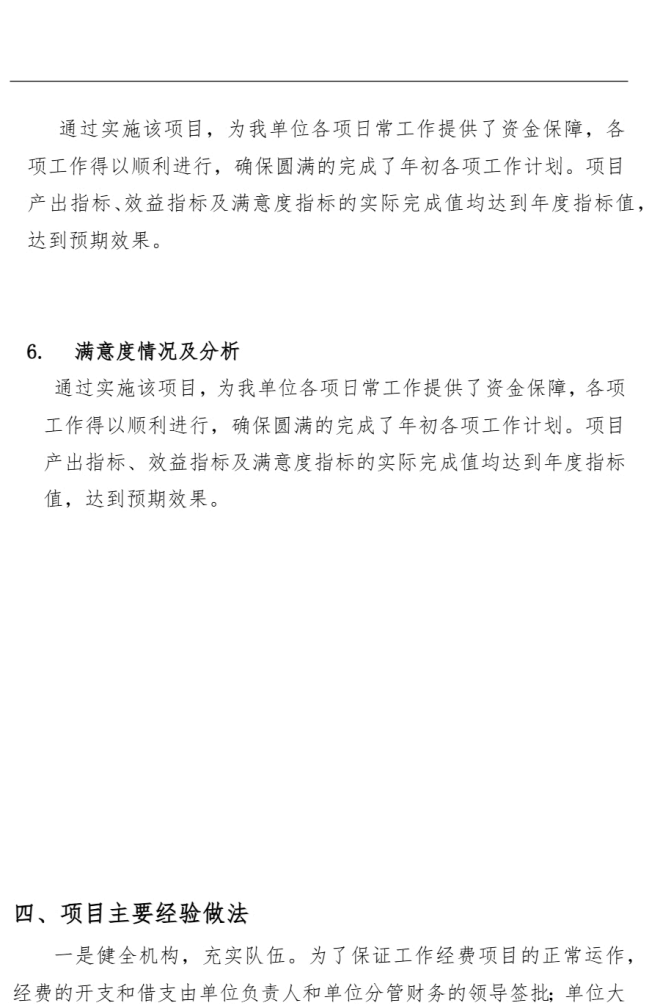 通过实施该项目，为我单位各项日常工作提供了资金保障，各
项工作得以顺利进行，确保圆满的完成了年初各项工作计划。项目
产出指标、效益指标及满意度指标的实际完成值均达到年度指标值，
达到预期效果。
6. 满意度情况及分析
通过实施该项目，为我单位各项日常工作提供了资金保障，各项
工作得以顺利进行，确保圆满的完成了年初各项工作计划。项目
产出指标、效益指标及满意度指标的实际完成值均达到年度指标
值，达到预期效果。
四、项目主要经验做法
一是健全机构，充实队伍。为了保证工作经费项目的正常运作，
经费的开支和借支由单位负责人和单位分管财务的领导签批；单位大